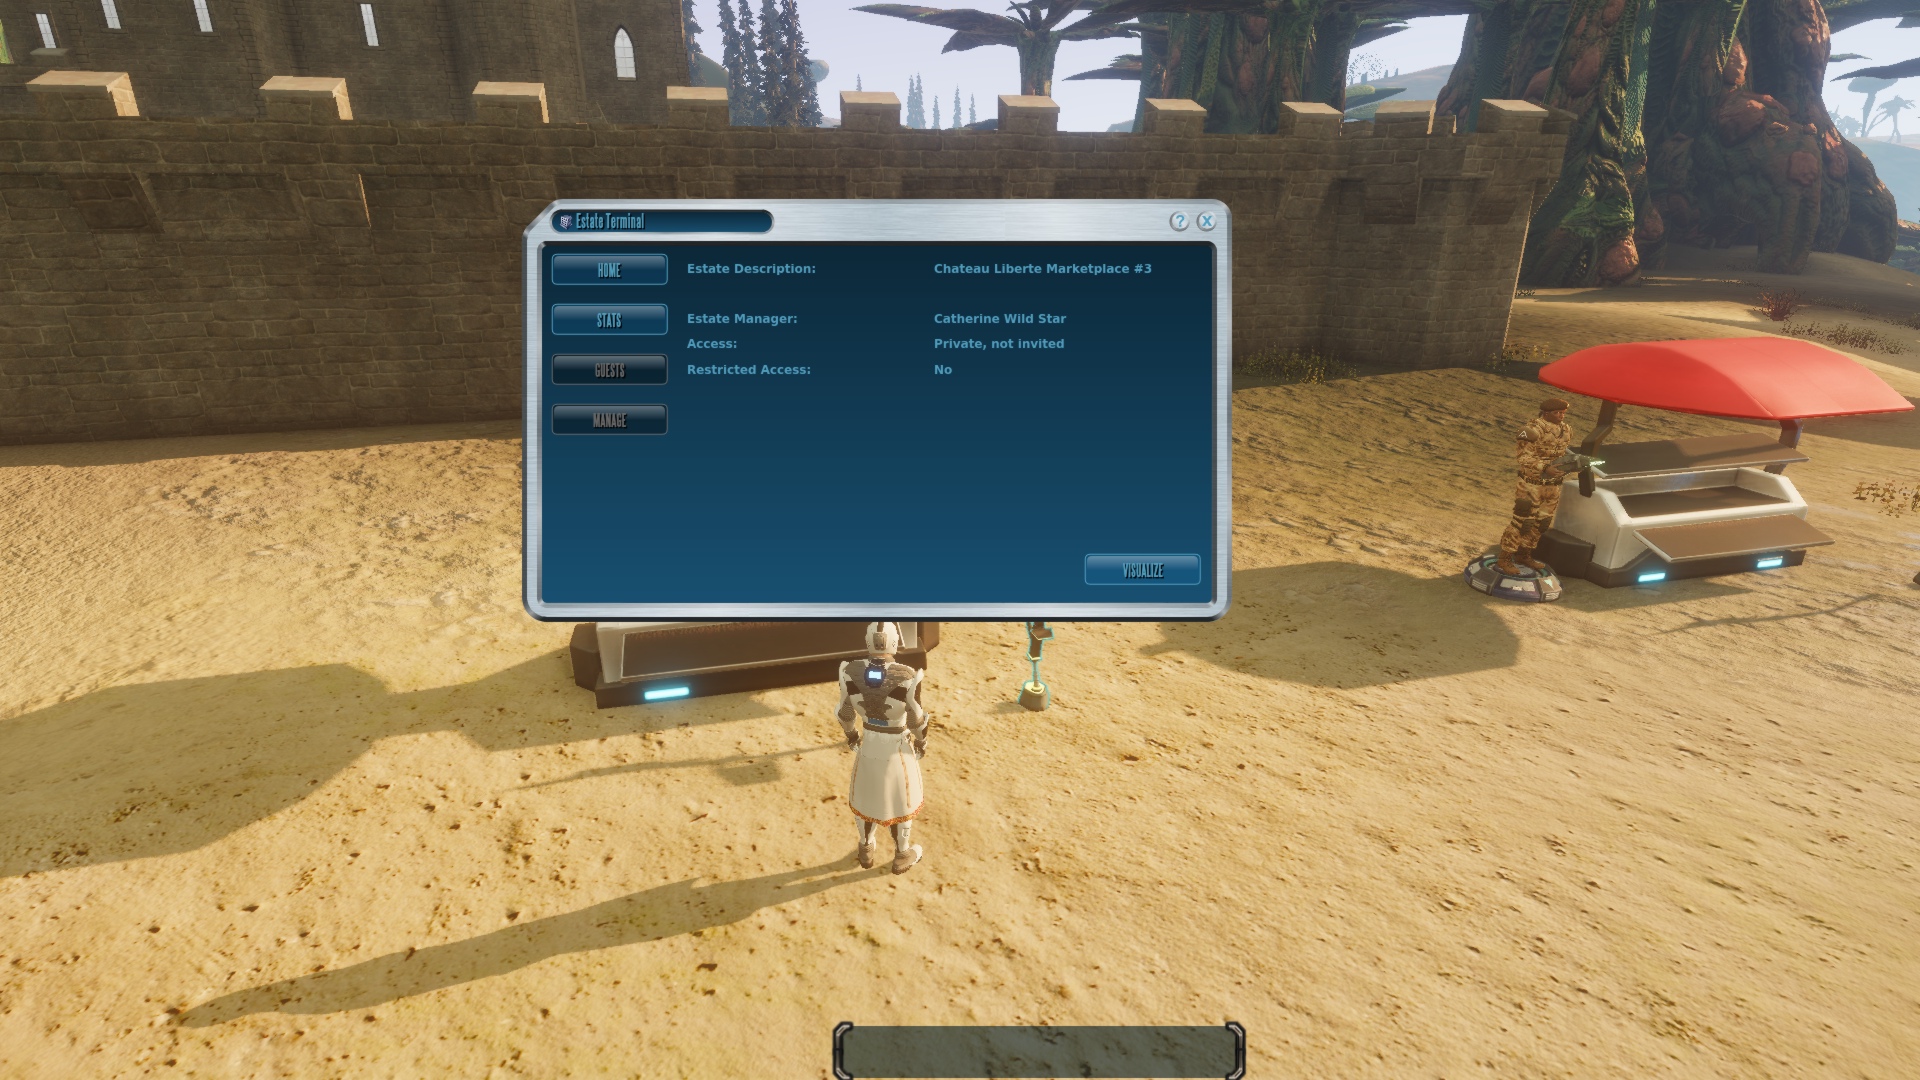 Estate Terminal
? X
HOME
Estate Description: Chateau Liberte Marketplace #3
STATS
Estate Manager: Catherine Wild Star
Access: Private, not invited
GUESTS
Restricted Access: No
MANAGE
VISUALIZE